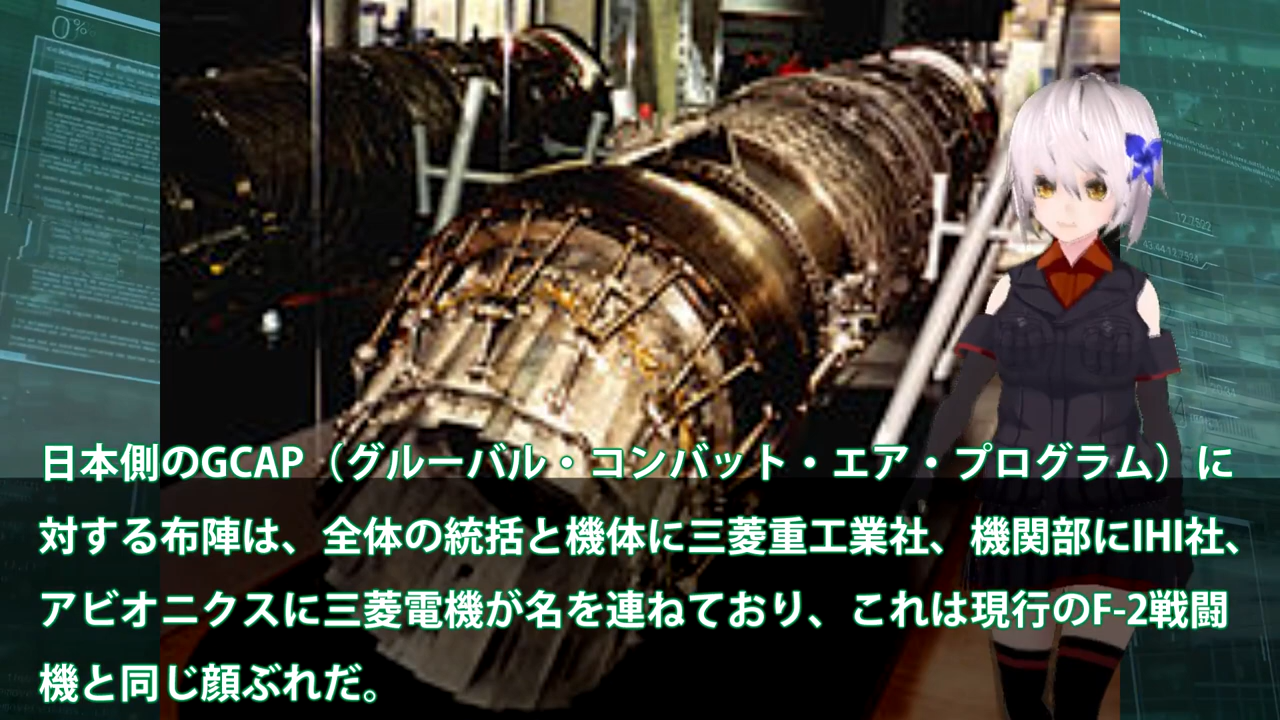 0%
日本側のGCAP（グルーバル・コンバット・エア・プログラム）に
対する布陣は、全体の統括と機体に三菱重工業社、機関部にIHI社、
アビオニクスに三菱電機が名を連ねており、これは現行のF-2戦闘
機と同じ顔ぶれだ。